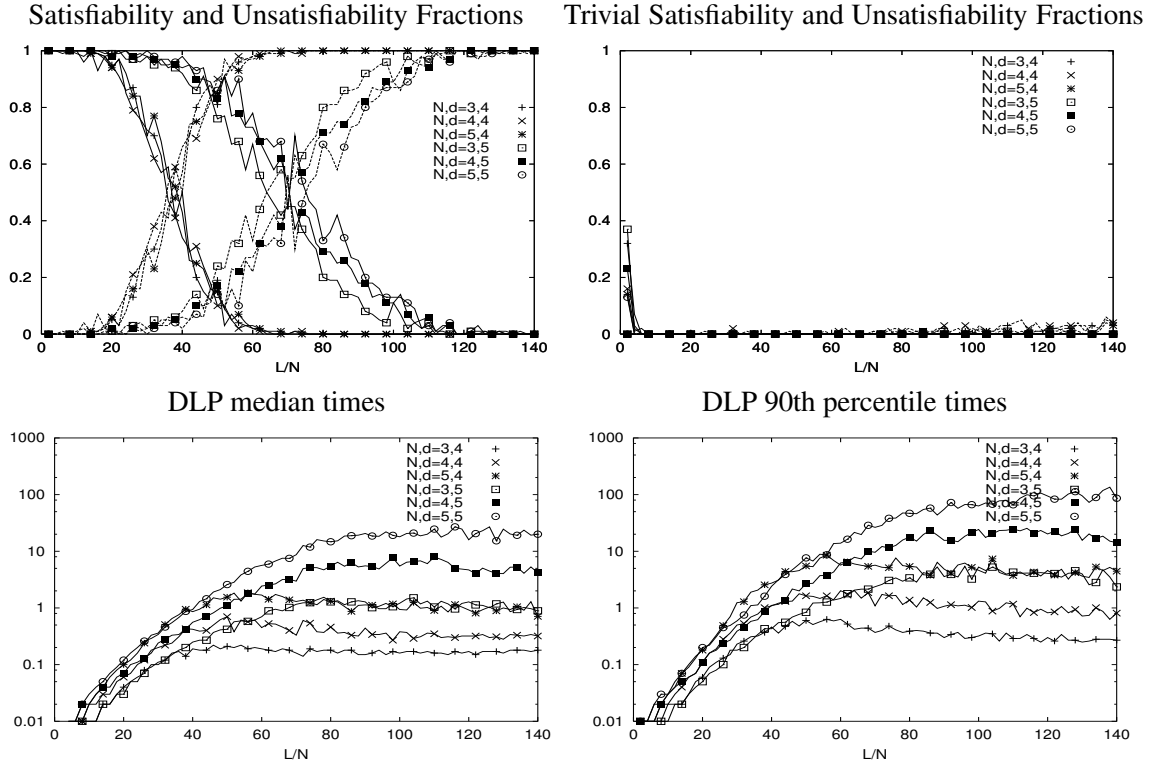 Satisfiability and Unsatisfiability Fractions
Trivial Satisfiability and Unsatisfiability Fractions
1
0.8
0.6
0.4
0.2
0
0 20 40 60 80 100 120 140
L/N
N,d=3,4
N,d=4,4
N,d=5,4
N,d=3,5
N,d=4,5
N,d=5,5
1
0.8
0.6
0.4
0.2
0
0 20 40 60 80 100 120 140
L/N
N,d=3,4
N,d=4,4
N,d=5,4
N,d=3,5
N,d=4,5
N,d=5,5
DLP median times
DLP 90th percentile times
1000
100
10
1
0.1
0.01
0 20 40 60 80 100 120 140
L/N
N,d=3,4
N,d=4,4
N,d=5,4
N,d=3,5
N,d=4,5
N,d=5,5
1000
100
10
1
0.1
0.01
0 20 40 60 80 100 120 140
L/N
N,d=3,4
N,d=4,4
N,d=5,4
N,d=3,5
N,d=4,5
N,d=5,5